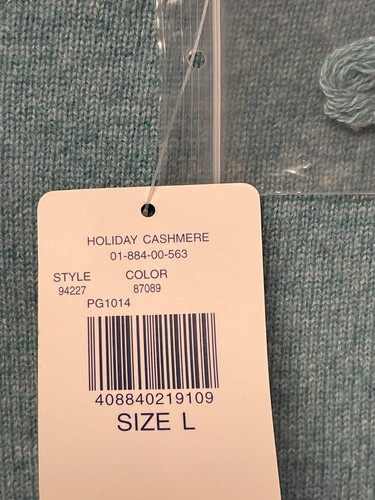 HOLIDAY CASHMERE
01-884-00-563
STYLE COLOR
94227 87089
PG1014
408840219109
SIZE L